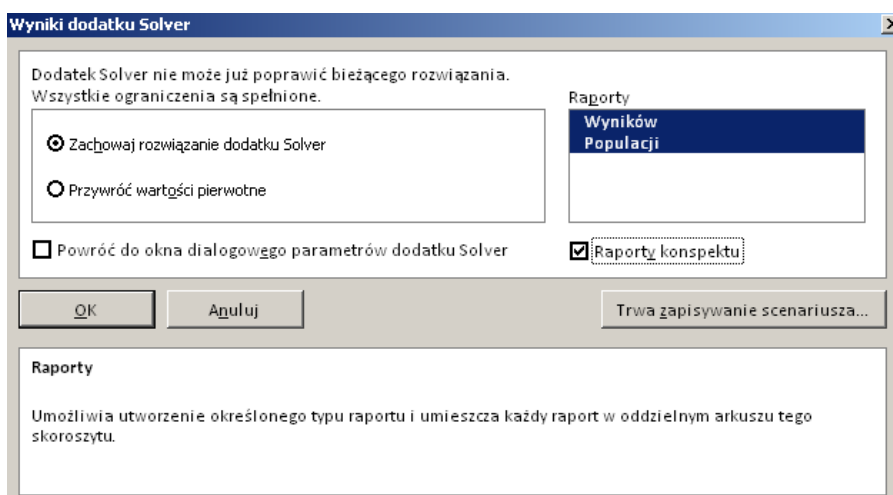 Wyniki dodatku Solver
Dodatek Solver nie może już poprawić bieżącego rozwiązania.
Wszystkie ograniczenia są spełnione.
Raporty
Wyników
Populacji
Zachowaj rozwiązanie dodatku Solver
Przywróć wartości pierwotne
Powróć do okna dialogowego parametrów dodatku Solver
Raporty konspektu
OK
Anuluj
Trwa zapisywanie scenariusza...
Raporty
Umożliwia utworzenie określonego typu raportu i umieszcza każdy raport w oddzielnym arkuszu tego
skoroszytu.